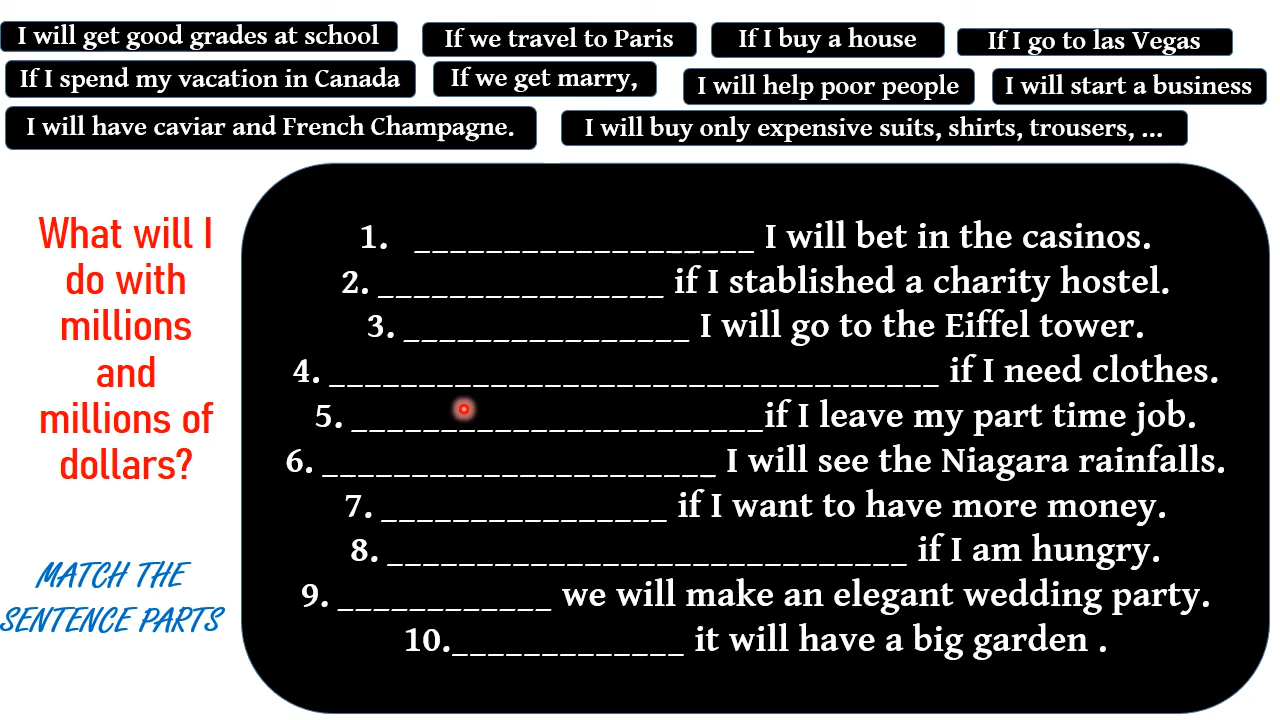 I will get good grades at school
If we travel to Paris
If I buy a house
If I go to las Vegas
If I spend my vacation in Canada
If we get marry,
I will help poor people
I will start a business
I will have caviar and French Champagne.
I will buy only expensive suits, shirts, trousers, ...
What will I
do with
millions
and
millions of
dollars?
MATCH THE
SENTENCE PARTS
1. ___________________ I will bet in the casinos.
2. ________________ if I stablished a charity hostel.
3. ________________ I will go to the Eiffel tower.
4. __________________________________ if I need clothes.
5. _______________________if I leave my part time job.
6. ______________________ I will see the Niagara rainfalls.
7. ________________ if I want to have more money.
8. _____________________________ if I am hungry.
9. ____________ we will make an elegant wedding party.
10._____________ it will have a big garden .